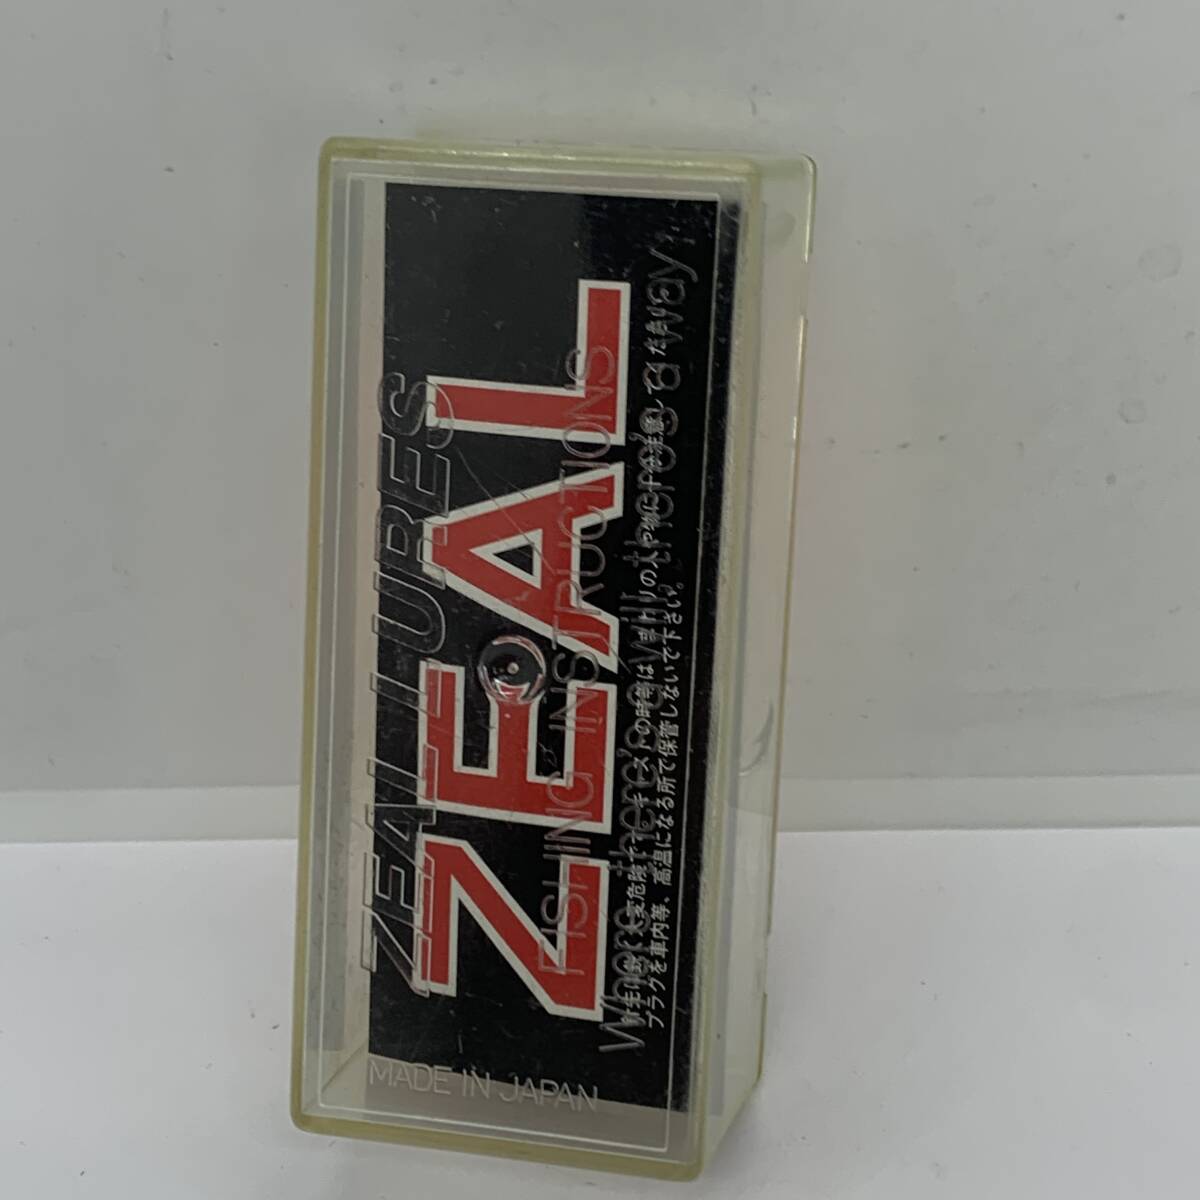 ZEAL LURES
ZEAL
FISHING INSTRUCTIONS
Where there's a will, there's a way
プラグを車内等、高温になる所で保管しないで下さい。
MADE IN JAPAN